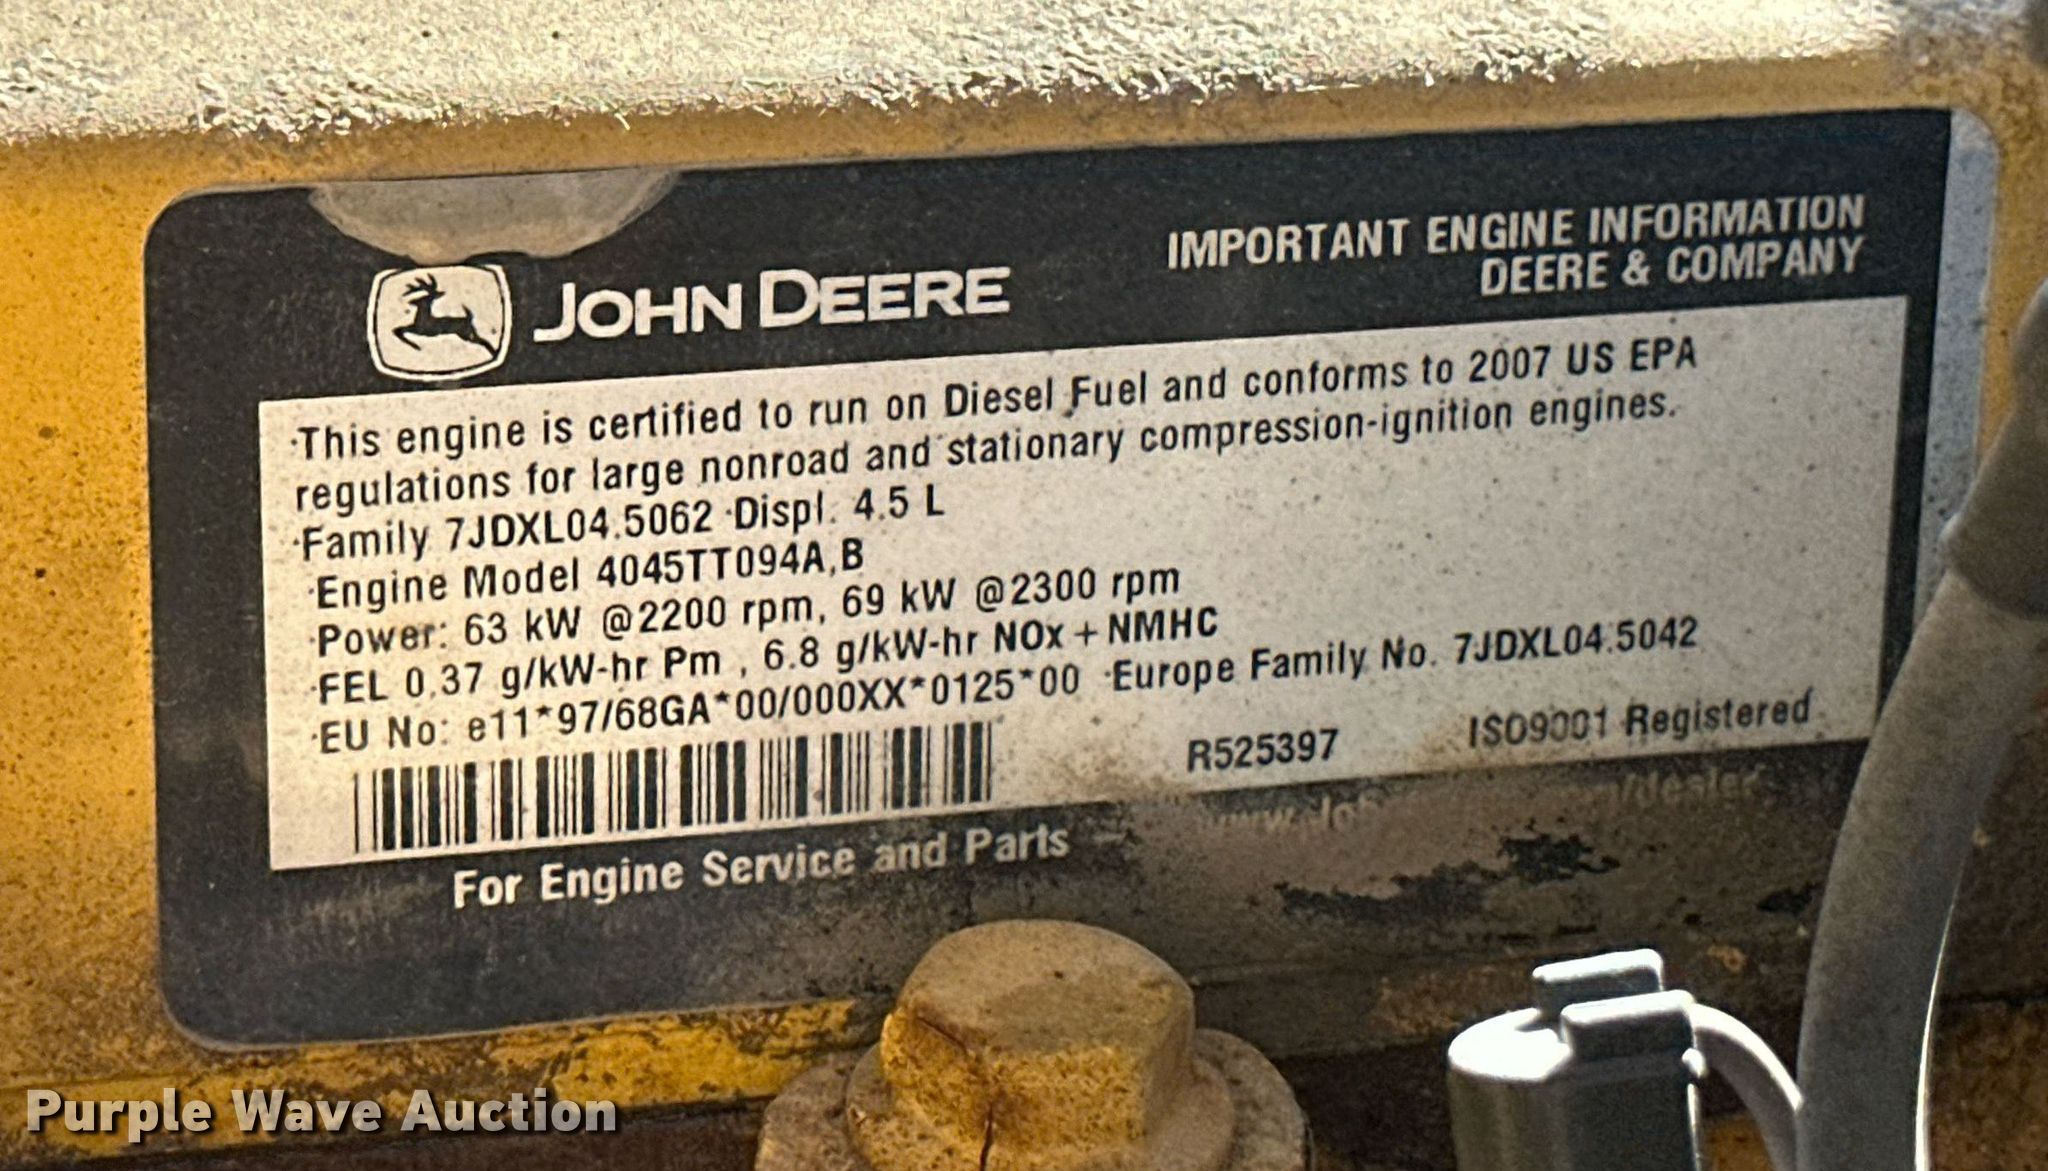 JOHN DEERE
IMPORTANT ENGINE INFORMATION
DEERE & COMPANY
·This engine is certified to run on Diesel Fuel and conforms to 2007 US EPA
regulations for large nonroad and stationary compression-ignition engines.
·Family 7JDXL04.5062 ·Displ. 4.5 L
·Engine Model 4045TT094A,B
·Power: 63 kW @2200 rpm, 69 kW @2300 rpm
·FEL 0.37 g/kW-hr Pm , 6.8 g/kW-hr NOx + NMHC
·EU No: e11*97/68GA*00/000XX*0125*00 ·Europe Family No. 7JDXL04.5042
R525397 ISO9001 Registered
For Engine Service and Parts
Purple Wave Auction